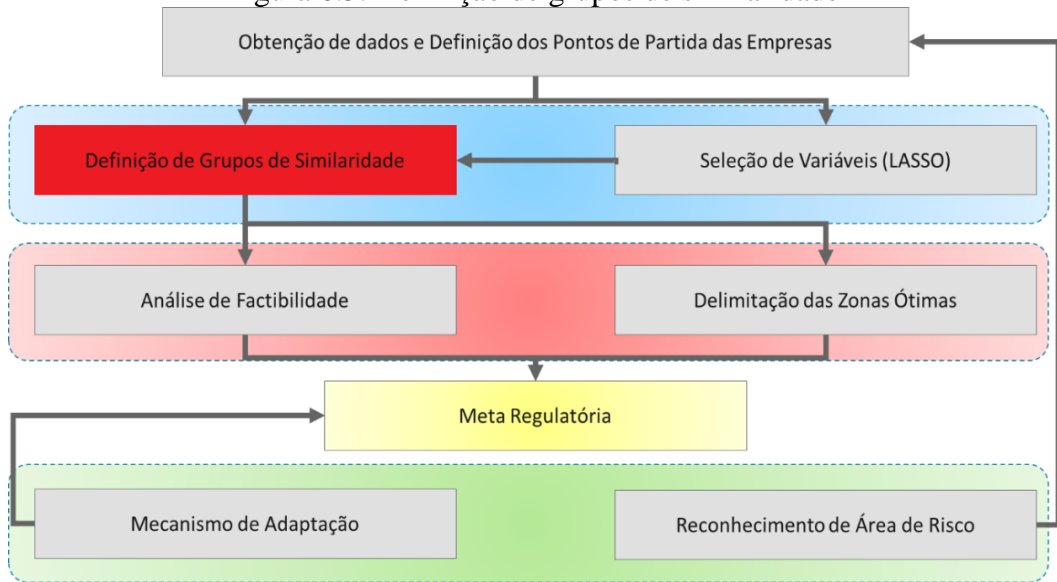 Obtenção de dados e Definição dos Pontos de Partida das Empresas
Definição de Grupos de Similaridade
Seleção de Variáveis (LASSO)
Análise de Factibilidade
Delimitação das Zonas Ótimas
Meta Regulatória
Mecanismo de Adaptação
Reconhecimento de Área de Risco